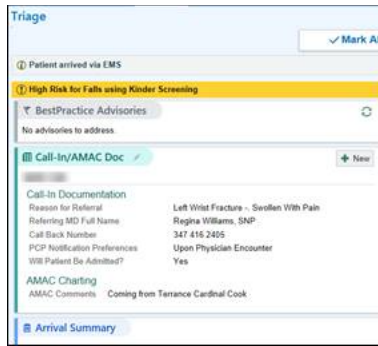 Triage
Mark Al
Patient arrived via EMS
High Risk for Falls using Kinder Screening
BestPractice Advisories
No advisories to address.
Call-In/AMAC Doc
New
Call-In Documentation
Reason for Referral Left Wrist Fracture -. Swollen With Pain
Referring MD Full Name Regina Williams, SNP
Call Back Number 347 416 2405
PCP Notification Preferences Upon Physician Encounter
Will Patient Be Admitted? Yes
AMAC Charting
AMAC Comments Coming from Terrance Cardinal Cook
Arrival Summary